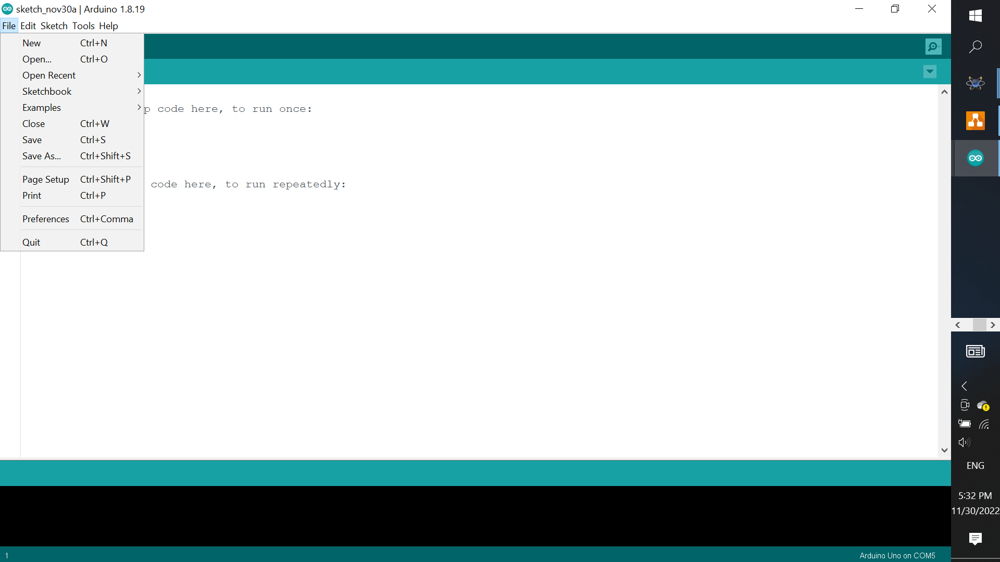 sketch_nov30a | Arduino 1.8.19
File Edit Sketch Tools Help
New Ctrl+N
Open... Ctrl+O
Open Recent
Sketchbook
Examples
Close Ctrl+W
Save Ctrl+S
Save As... Ctrl+Shift+S
Page Setup Ctrl+Shift+P
Print Ctrl+P
Preferences Ctrl+Comma
Quit Ctrl+Q
p code here, to run once:
code here, to run repeatedly:
1
Arduino Uno on COM5
ENG
5:32 PM
11/30/2022